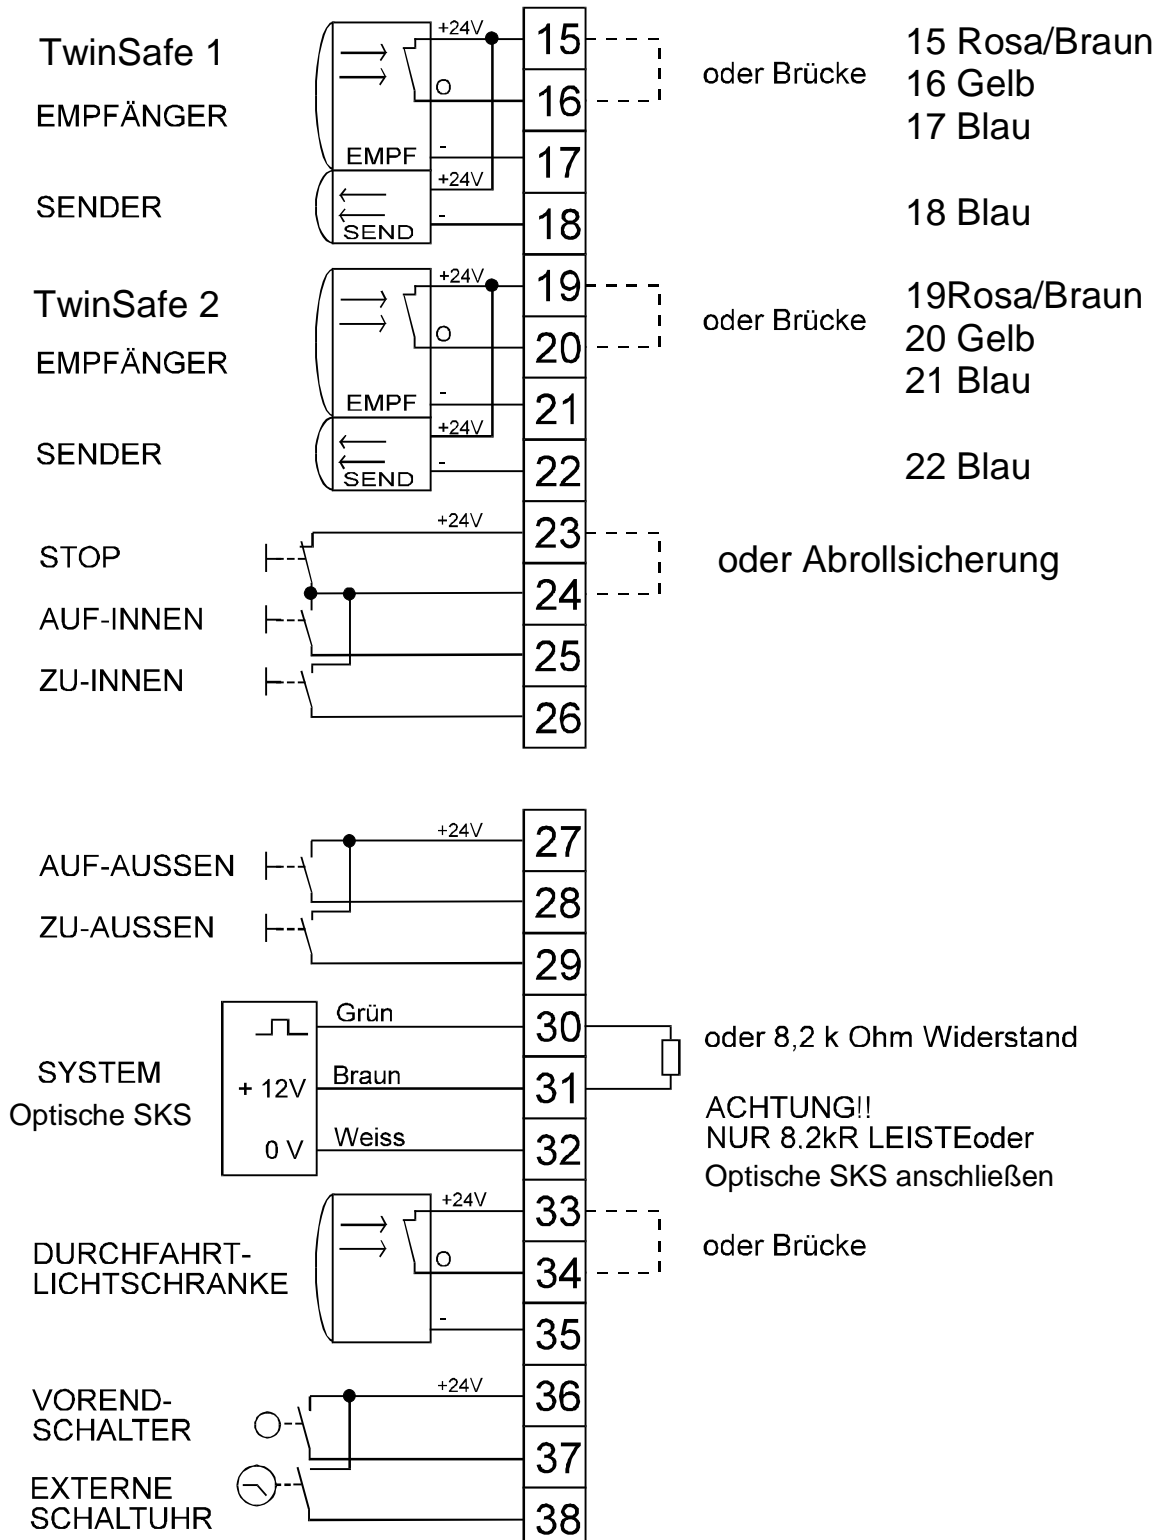 TwinSafe 1
EMPFÄNGER
SENDER
+24V
O
EMPF
-
+24V
-
SEND
15
16
17
18
oder Brücke
15 Rosa/Braun
16 Gelb
17 Blau
18 Blau
TwinSafe 2
EMPFÄNGER
SENDER
+24V
O
EMPF
-
+24V
-
SEND
19
20
21
22
oder Brücke
19Rosa/Braun
20 Gelb
21 Blau
22 Blau
STOP
AUF-INNEN
ZU-INNEN
+24V
23
24
25
26
oder Abrollsicherung
AUF-AUSSEN
ZU-AUSSEN
+24V
27
28
29
SYSTEM
Optische SKS
+ 12V
0 V
Grün
Braun
Weiss
30
31
32
oder 8,2 k Ohm Widerstand
ACHTUNG!!
NUR 8.2kR LEISTEoder
Optische SKS anschließen
DURCHFAHRT-
LICHTSCHRANKE
+24V
O
-
33
34
35
oder Brücke
VOREND-
SCHALTER
EXTERNE
SCHALTUHR
+24V
36
37
38